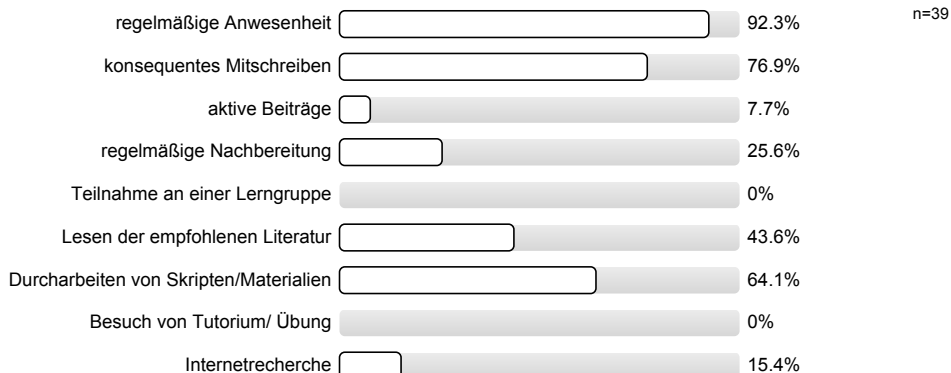 regelmäßige Anwesenheit 92.3% n=39
konsequentes Mitschreiben 76.9%
aktive Beiträge 7.7%
regelmäßige Nachbereitung 25.6%
Teilnahme an einer Lerngruppe 0%
Lesen der empfohlenen Literatur 43.6%
Durcharbeiten von Skripten/Materialien 64.1%
Besuch von Tutorium/ Übung 0%
Internetrecherche 15.4%